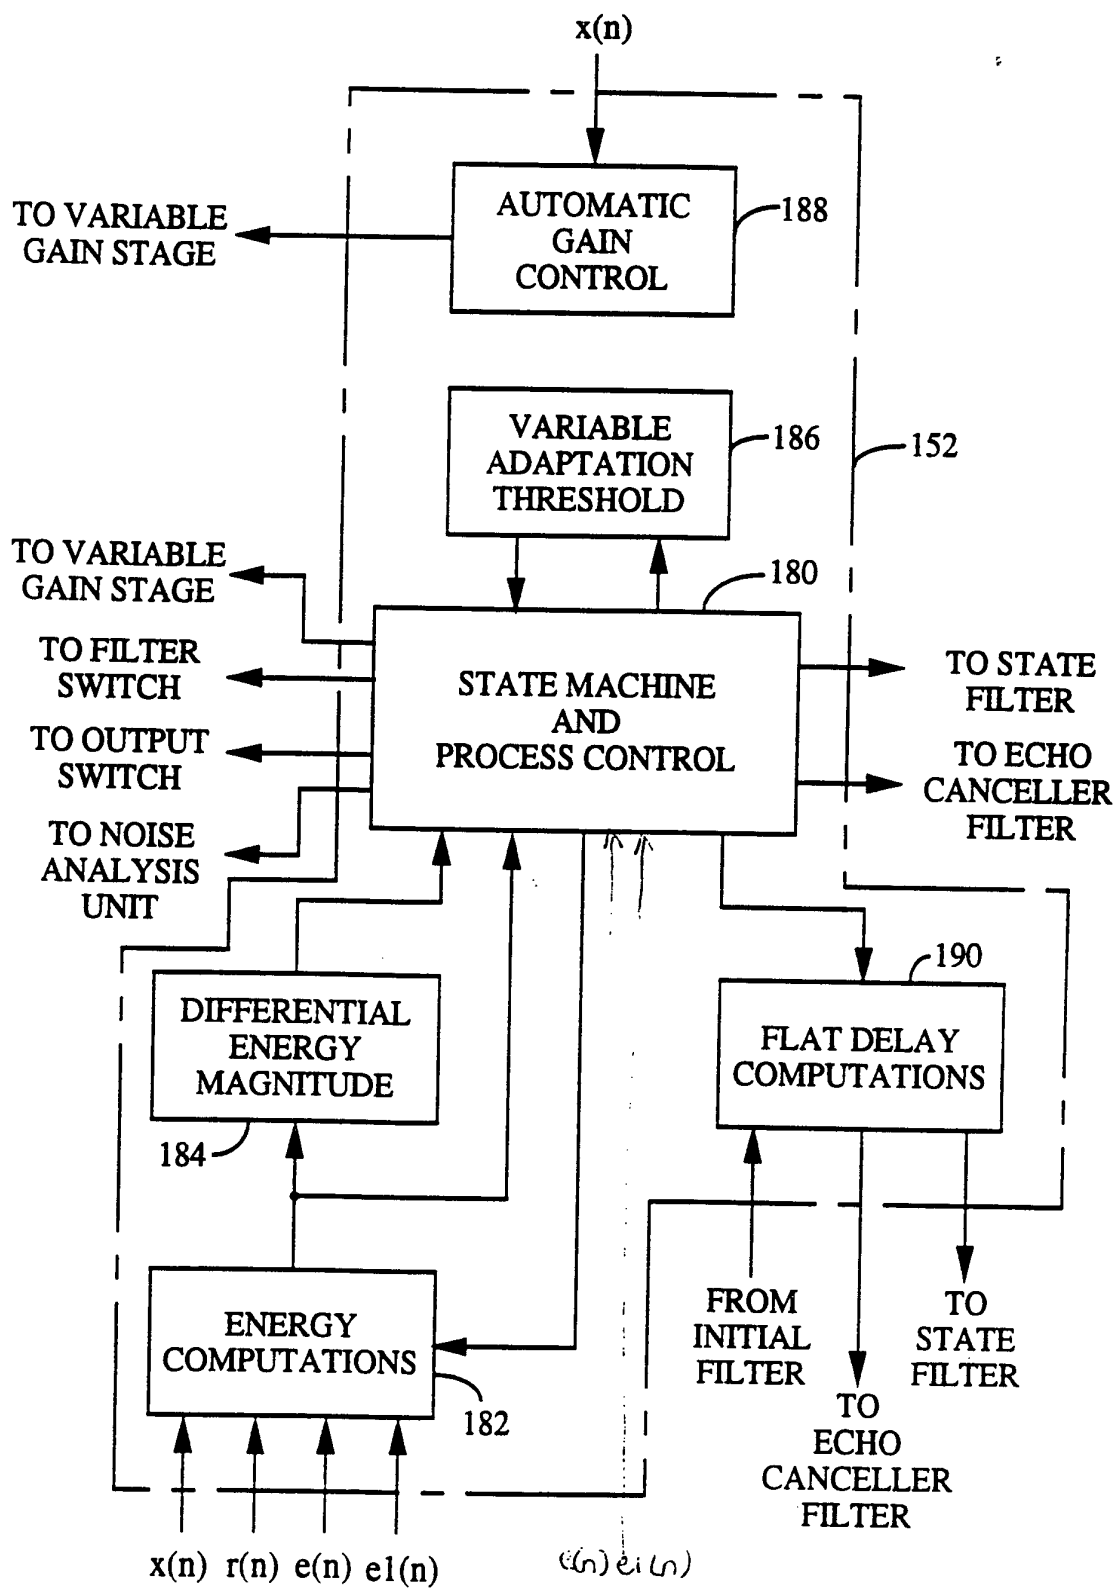 x(n)
AUTOMATIC
GAIN
CONTROL
188
TO VARIABLE
GAIN STAGE
VARIABLE
ADAPTATION
THRESHOLD
186
152
TO VARIABLE
GAIN STAGE
180
TO FILTER
SWITCH
STATE MACHINE
AND
PROCESS CONTROL
TO STATE
FILTER
TO OUTPUT
SWITCH
TO ECHO
CANCELLER
FILTER
TO NOISE
ANALYSIS
UNIT
190
DIFFERENTIAL
ENERGY
MAGNITUDE
184
FLAT DELAY
COMPUTATIONS
ENERGY
COMPUTATIONS
182
FROM
INITIAL
FILTER
TO
STATE
FILTER
TO
ECHO
CANCELLER
FILTER
x(n) r(n) e(n) e1(n)
e(n) ei(n)